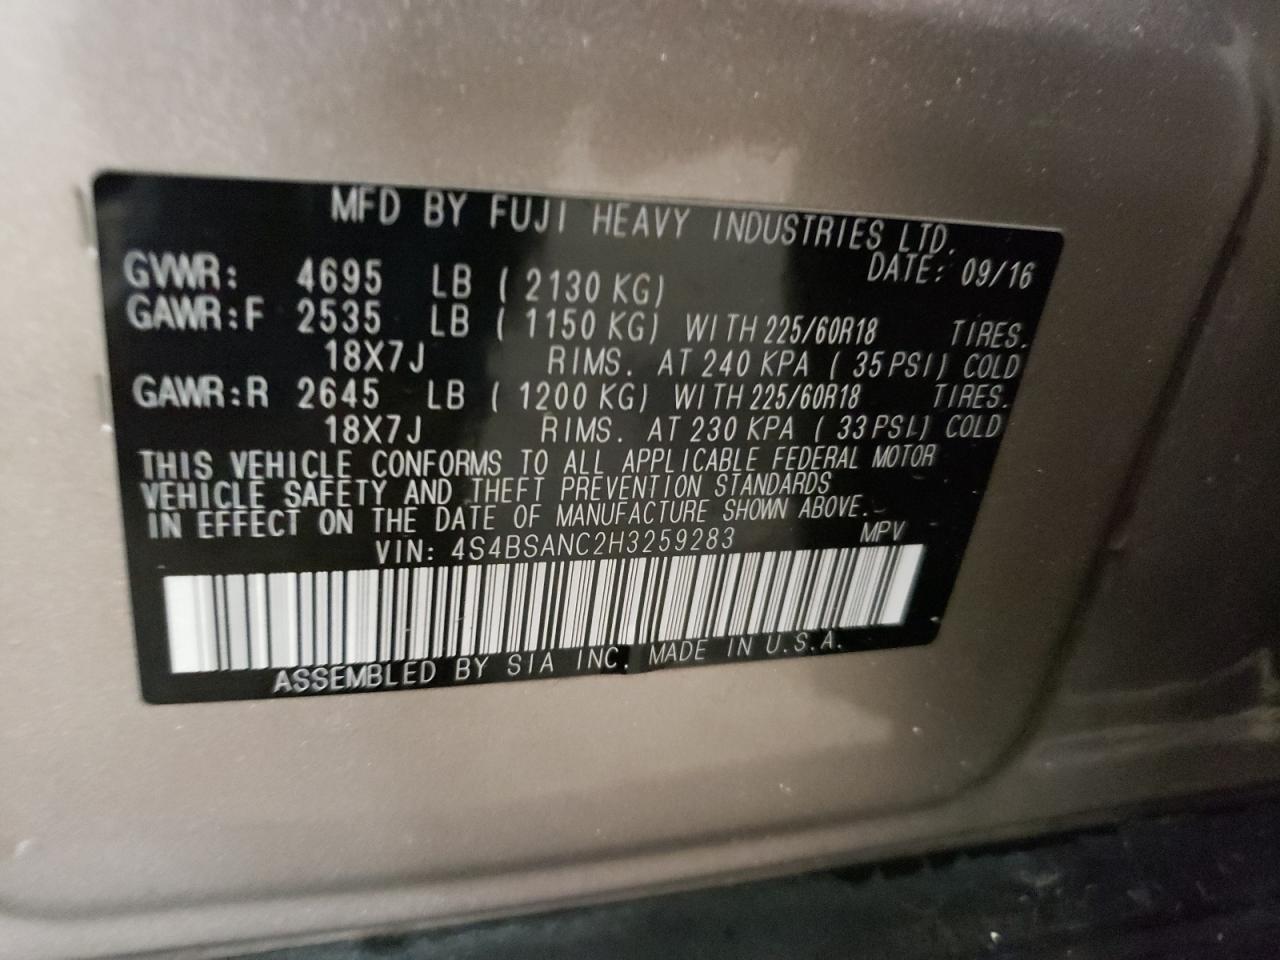 MFD BY FUJI HEAVY INDUSTRIES LTD.
DATE: 09/16
GVWR: 4695 LB ( 2130 KG)
GAWR:F 2535 LB ( 1150 KG) WITH 225/60R18 TIRES.
18X7J RIMS. AT 240 KPA ( 35 PSI) COLD
GAWR:R 2645 LB ( 1200 KG) WITH 225/60R18 TIRES.
18X7J RIMS. AT 230 KPA ( 33 PSI) COLD
THIS VEHICLE CONFORMS TO ALL APPLICABLE FEDERAL MOTOR
VEHICLE SAFETY AND THEFT PREVENTION STANDARDS
IN EFFECT ON THE DATE OF MANUFACTURE SHOWN ABOVE.
VIN: 4S4BSANC2H3259283 MPV
ASSEMBLED BY SIA INC. MADE IN U.S.A.